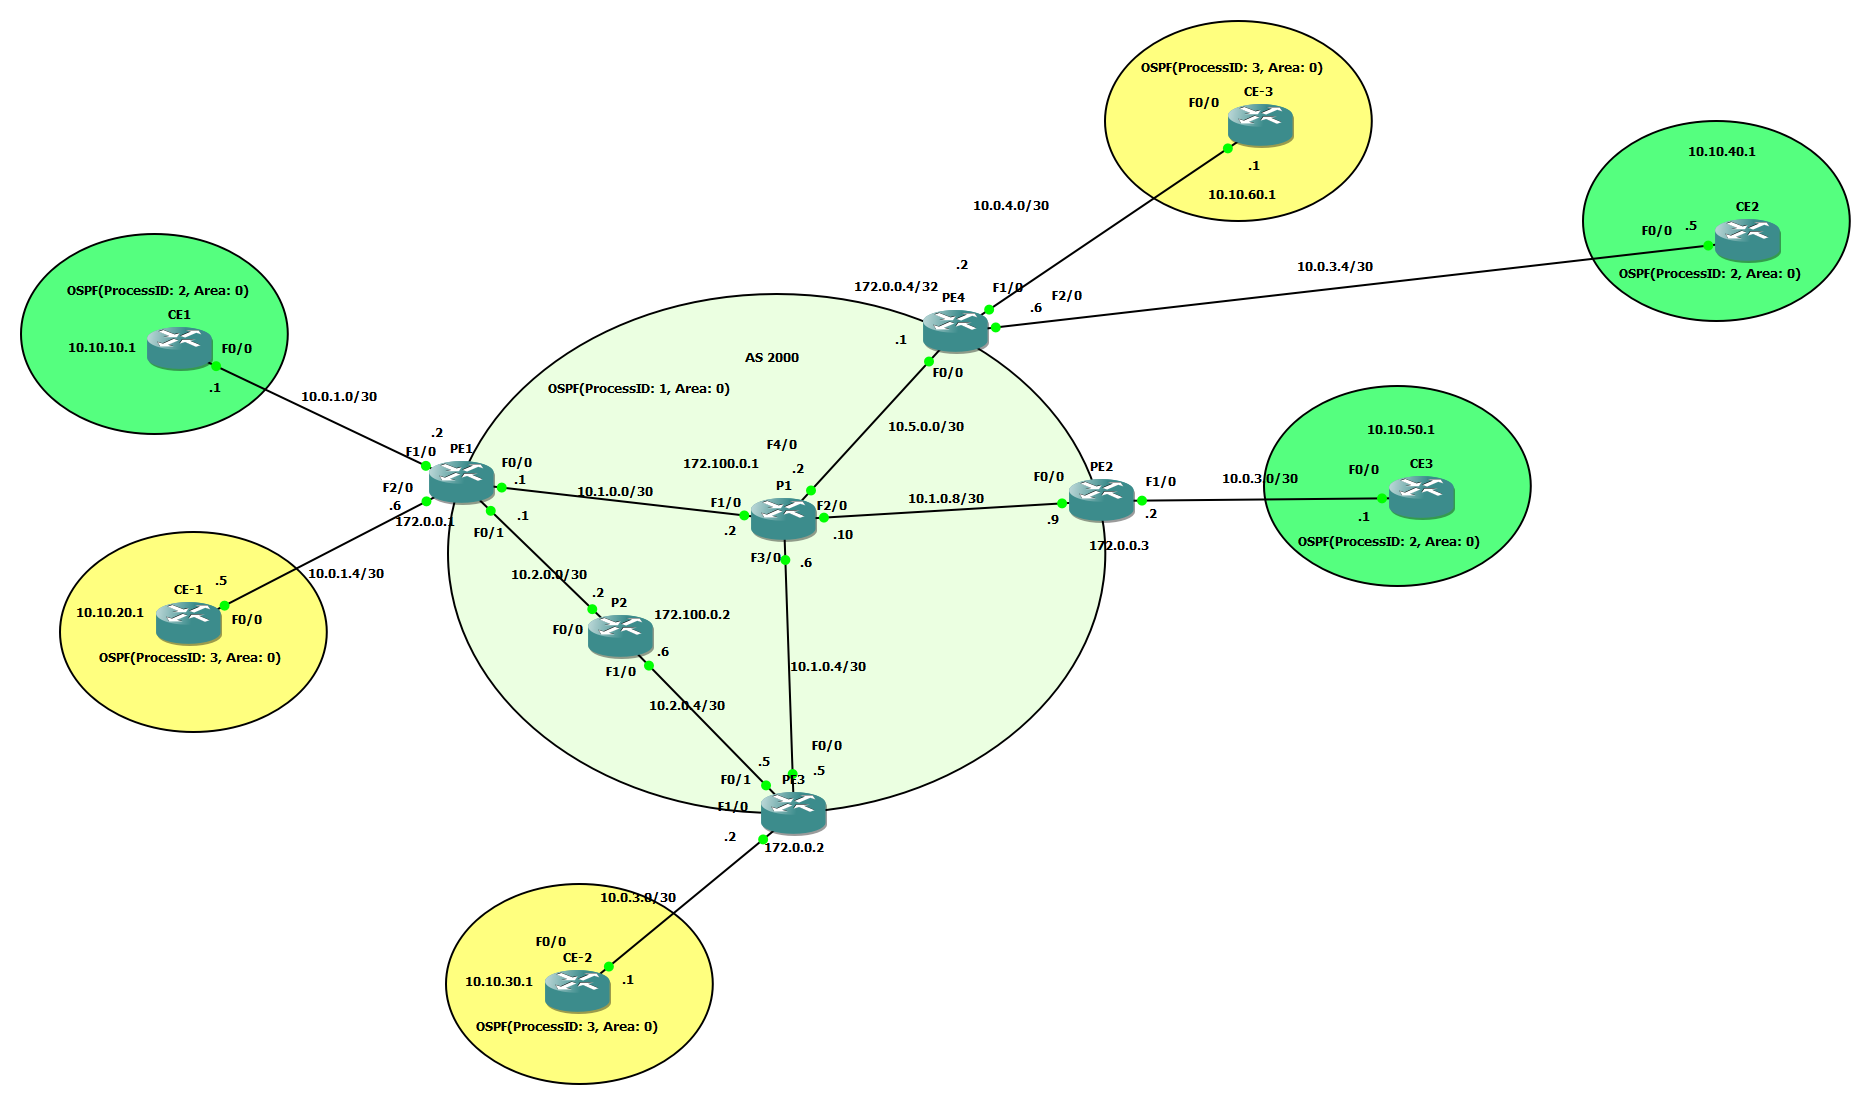 OSPF(ProcessID: 3, Area: 0)
CE-3
F0/0
.1
10.10.60.1
10.0.4.0/30
10.10.40.1
CE2
F0/0
.5
OSPF(ProcessID: 2, Area: 0)
10.0.3.4/30
.2
172.0.0.4/32
F1/0
F2/0
PE4
.6
.1
F0/0
OSPF(ProcessID: 2, Area: 0)
CE1
10.10.10.1
F0/0
.1
10.0.1.0/30
AS 2000
OSPF(ProcessID: 1, Area: 0)
10.5.0.0/30
.2
F1/0
PE1
F0/0
.1
F2/0
.6
172.0.0.1
.1
F0/1
10.1.0.0/30
F4/0
172.100.0.1
.2
P1
F1/0
F2/0
.2
.10
F3/0
.6
10.1.0.8/30
PE2
F0/0
F1/0
.9
.2
172.0.0.3
10.0.3.0/30
10.10.50.1
CE3
F0/0
.1
OSPF(ProcessID: 2, Area: 0)
10.0.1.4/30
.5
CE-1
10.10.20.1
F0/0
OSPF(ProcessID: 3, Area: 0)
10.2.0.0/30
.2
P2
172.100.0.2
F0/0
.6
F1/0
10.2.0.4/30
10.1.0.4/30
F0/0
.5
.5
F0/1
PE3
F1/0
.2
172.0.0.2
10.0.3.0/30
F0/0
CE-2
10.10.30.1
.1
OSPF(ProcessID: 3, Area: 0)